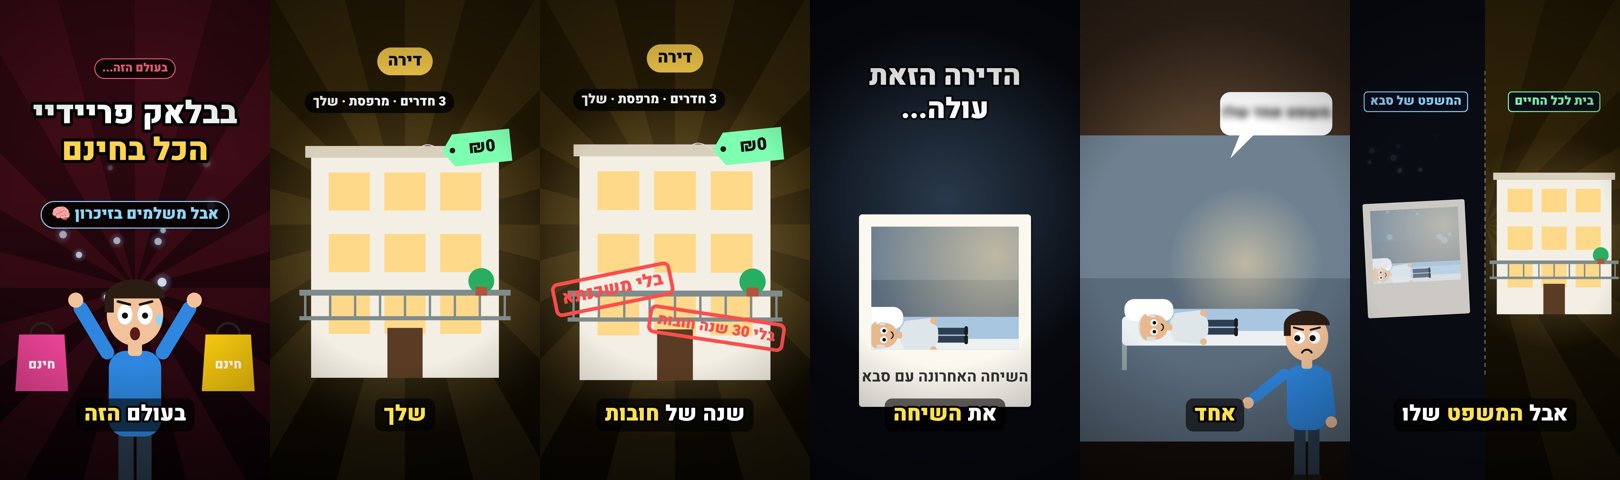 בעולם הזה...
בבלאק פריידיי
הכל בחינם
אבל משלמים בזיכרון
חינם
חינם
בעולם הזה
דירה
3 חדרים · מרפסת · שלך
₪0
שלך
דירה
3 חדרים · מרפסת · שלך
₪0
בלי משכנתא
בלי 30 שנה חובות
שנה של חובות
הדירה הזאת
עולה...
השיחה האחרונה עם סבא
את השיחה
אחד
המשפט של סבא
בית לכל החיים
אבל המשפט שלו